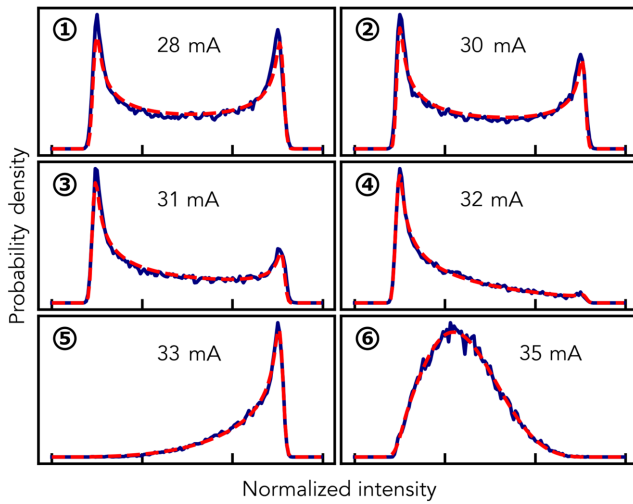 Probability density
① 28 mA
② 30 mA
③ 31 mA
④ 32 mA
⑤ 33 mA
⑥ 35 mA
Normalized intensity